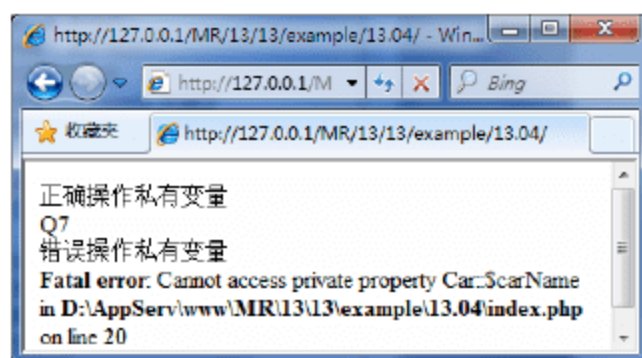 http://127.0.0.1/MR/13/13/example/13.04/ - Win...
http://127.0.0.1/M
Bing
收藏夹
http://127.0.0.1/MR/13/13/example/13.04/
正确操作私有变量
Q7
错误操作私有变量
Fatal error: Cannot access private property Car::$carName
in D:\AppServ\www\MR\13\13\example\13.04\index.php
on line 20